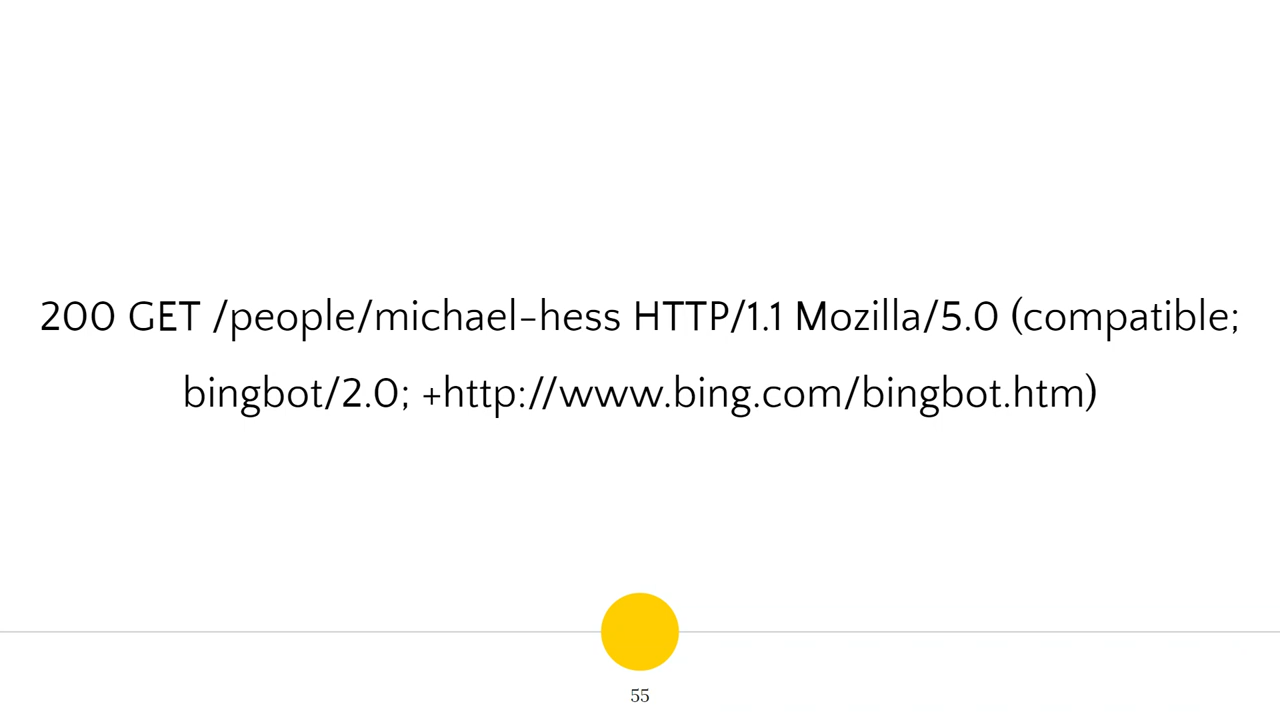 200 GET /people/michael-hess HTTP/1.1 Mozilla/5.0 (compatible;
bingbot/2.0; +http://www.bing.com/bingbot.htm)
55